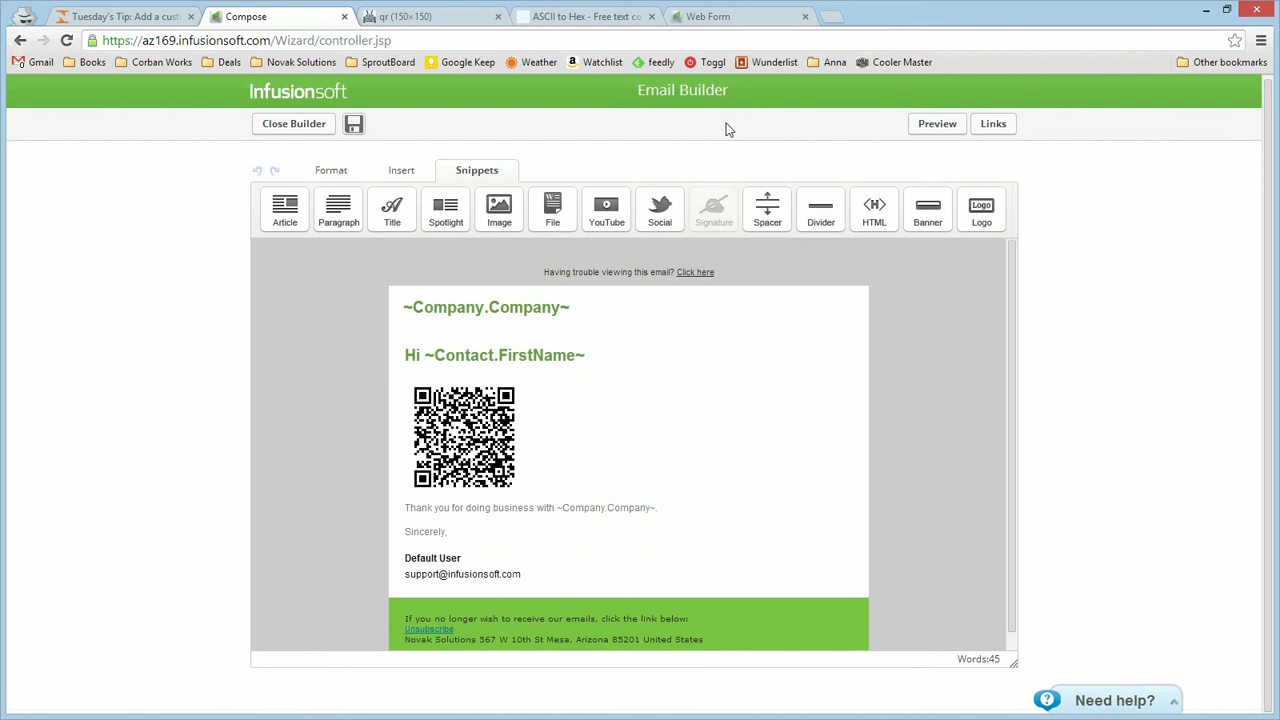 Tuesday's Tip: Add a cust
Compose
qr (150×150)
ASCII to Hex - Free text co
Web Form
https://az169.infusionsoft.com/Wizard/controller.jsp
Gmail
Books
Corban Works
Deals
Novak Solutions
SproutBoard
Google Keep
Weather
Watchlist
feedly
Toggl
Wunderlist
Anna
Cooler Master
Other bookmarks
Infusionsoft
Email Builder
Close Builder
Preview
Links
Format
Insert
Snippets
Article
Paragraph
Title
Spotlight
Image
File
YouTube
Social
Signature
Spacer
Divider
HTML
Banner
Logo
Logo
Having trouble viewing this email? Click here
~Company.Company~
Hi ~Contact.FirstName~
Thank you for doing business with ~Company.Company~.
Sincerely,
Default User
support@infusionsoft.com
If you no longer wish to receive our emails, click the link below:
Unsubscribe
Novak Solutions 567 W 10th St Mesa, Arizona 85201 United States
Words:45
Need help?